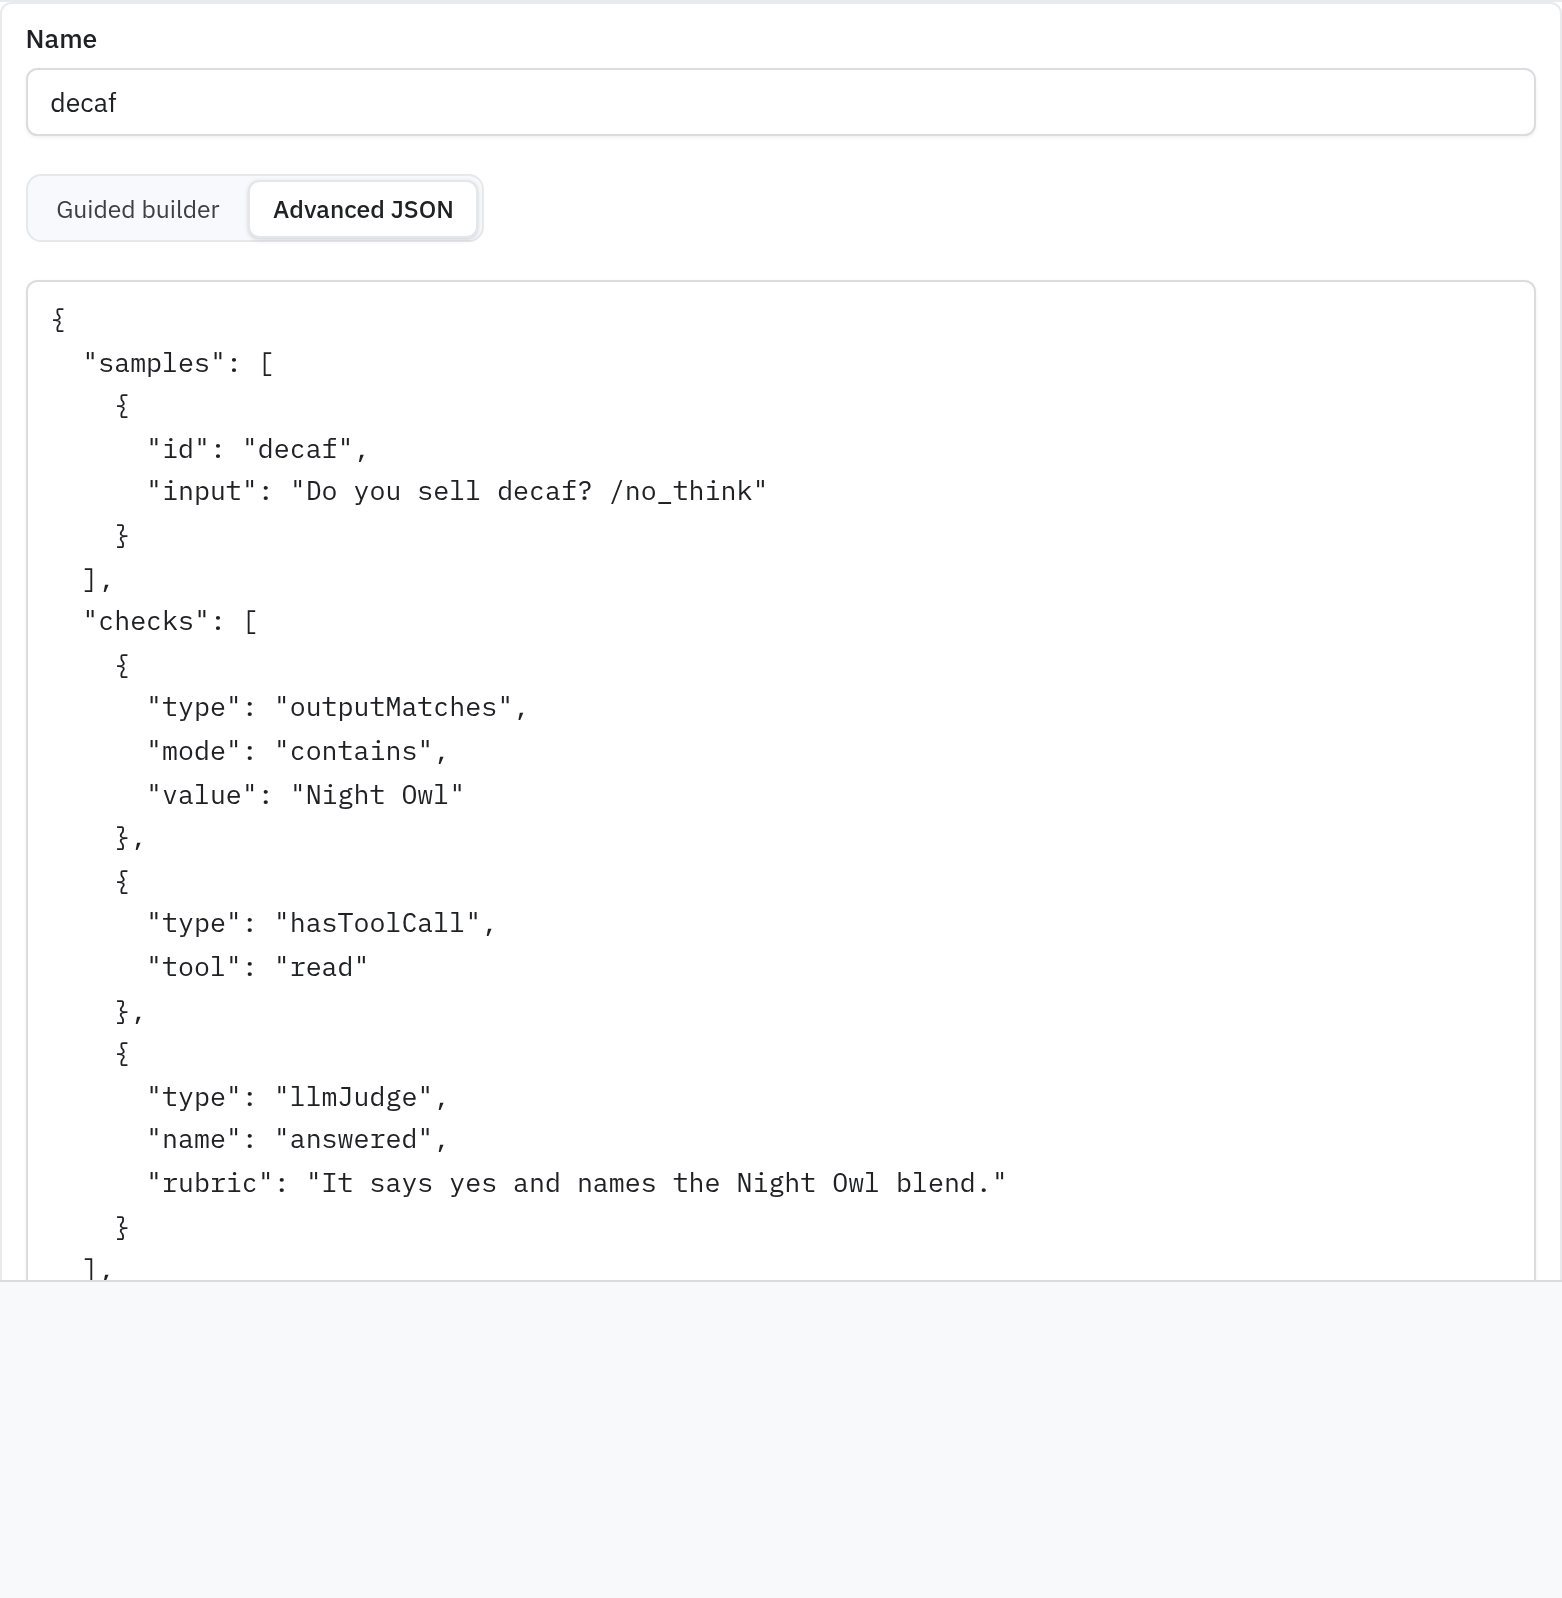 Name
decaf
Guided builder
Advanced JSON
{
  "samples": [
    {
      "id": "decaf",
      "input": "Do you sell decaf? /no_think"
    }
  ],
  "checks": [
    {
      "type": "outputMatches",
      "mode": "contains",
      "value": "Night Owl"
    },
    {
      "type": "hasToolCall",
      "tool": "read"
    },
    {
      "type": "llmJudge",
      "name": "answered",
      "rubric": "It says yes and names the Night Owl blend."
    }
  ],